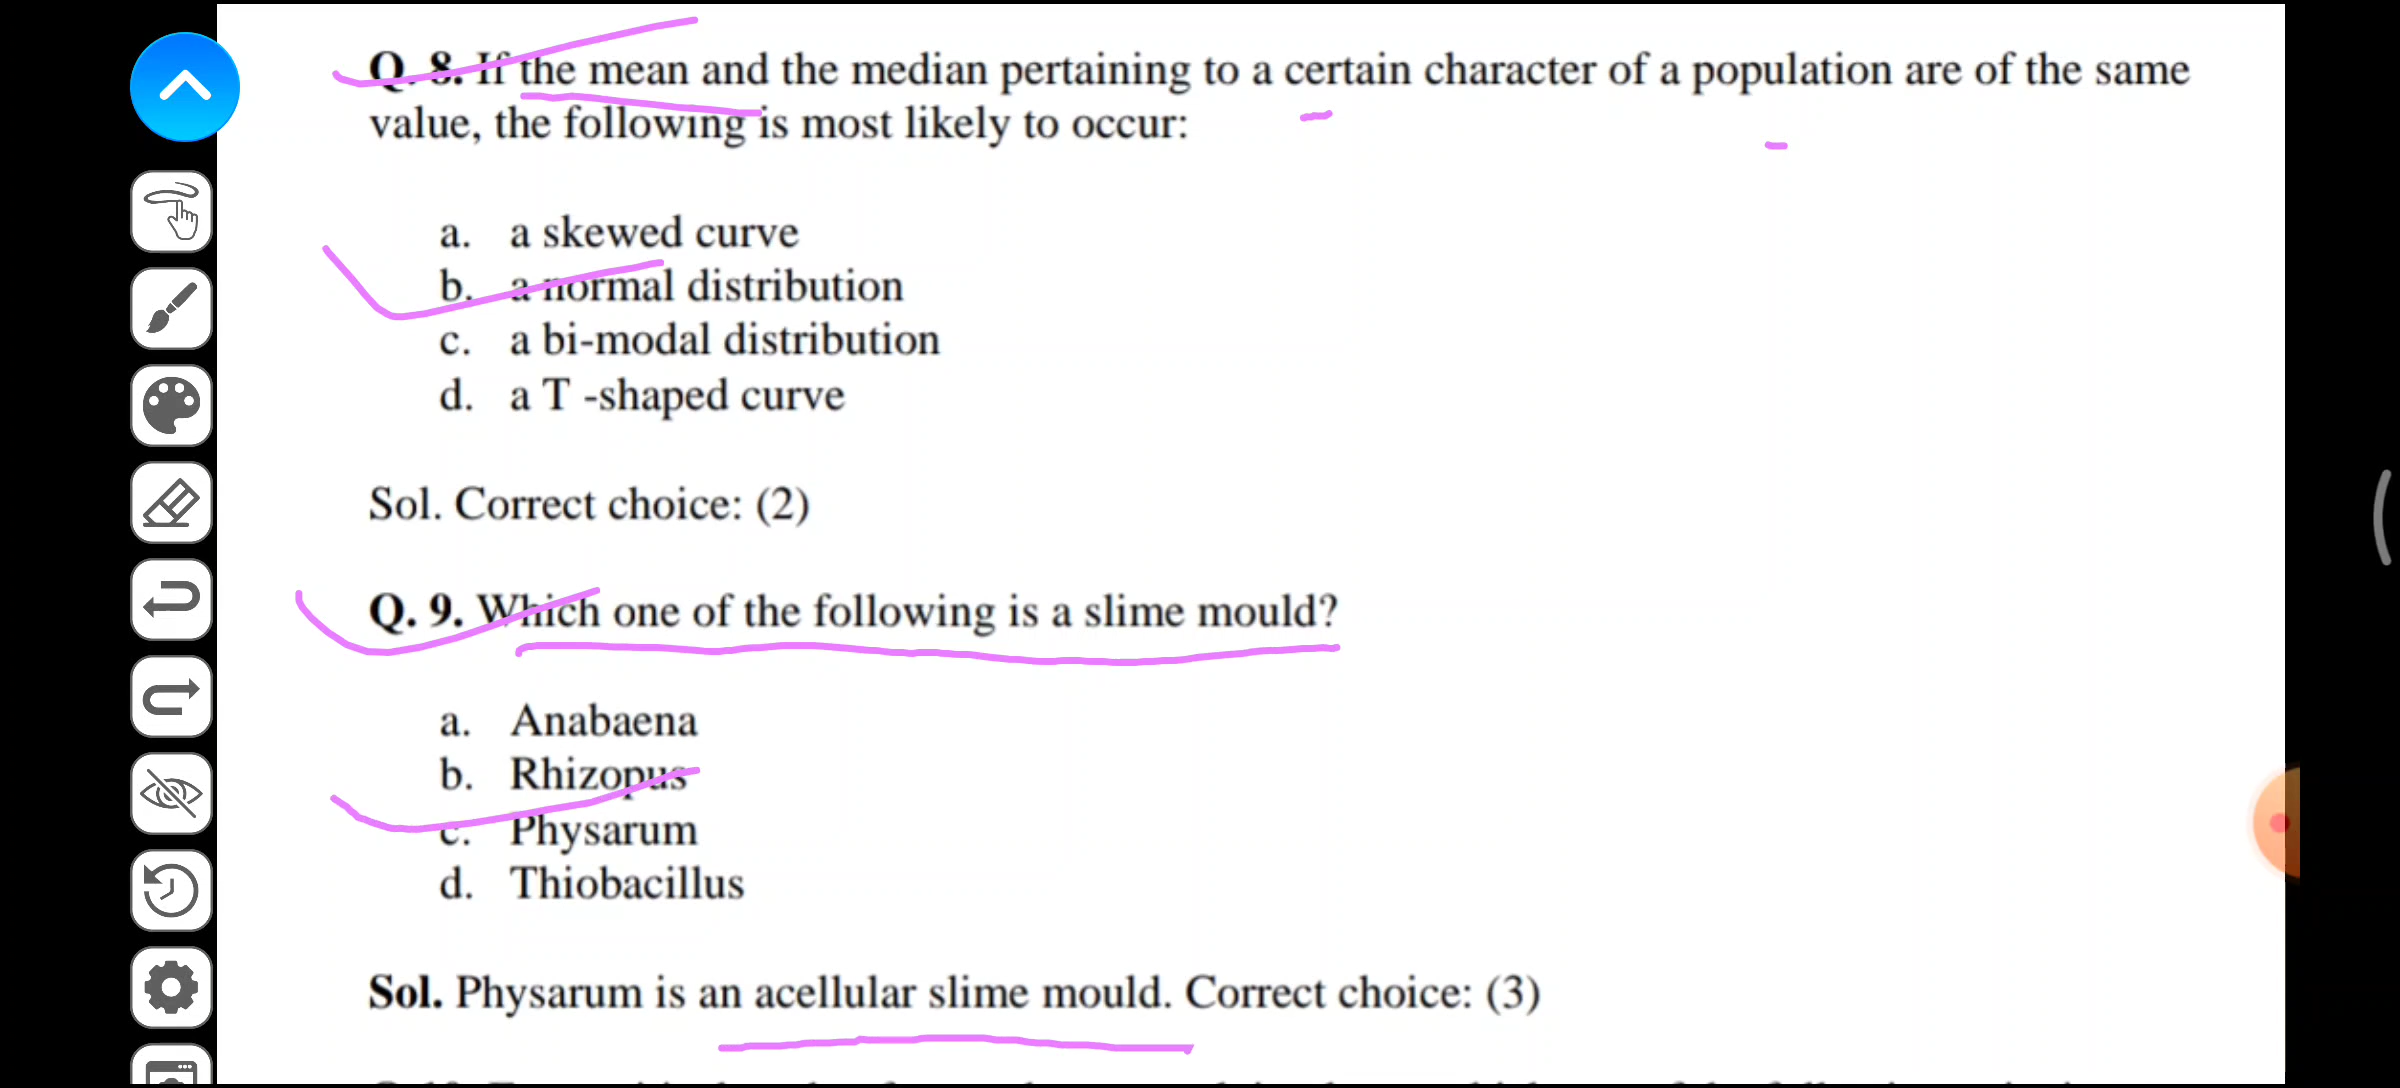 Q. 8. If the mean and the median pertaining to a certain character of a population are of the same
value, the following is most likely to occur:
a. a skewed curve
b. a normal distribution
c. a bi-modal distribution
d. a T -shaped curve
Sol. Correct choice: (2)
Q. 9. Which one of the following is a slime mould?
a. Anabaena
b. Rhizopus
c. Physarum
d. Thiobacillus
Sol. Physarum is an acellular slime mould. Correct choice: (3)